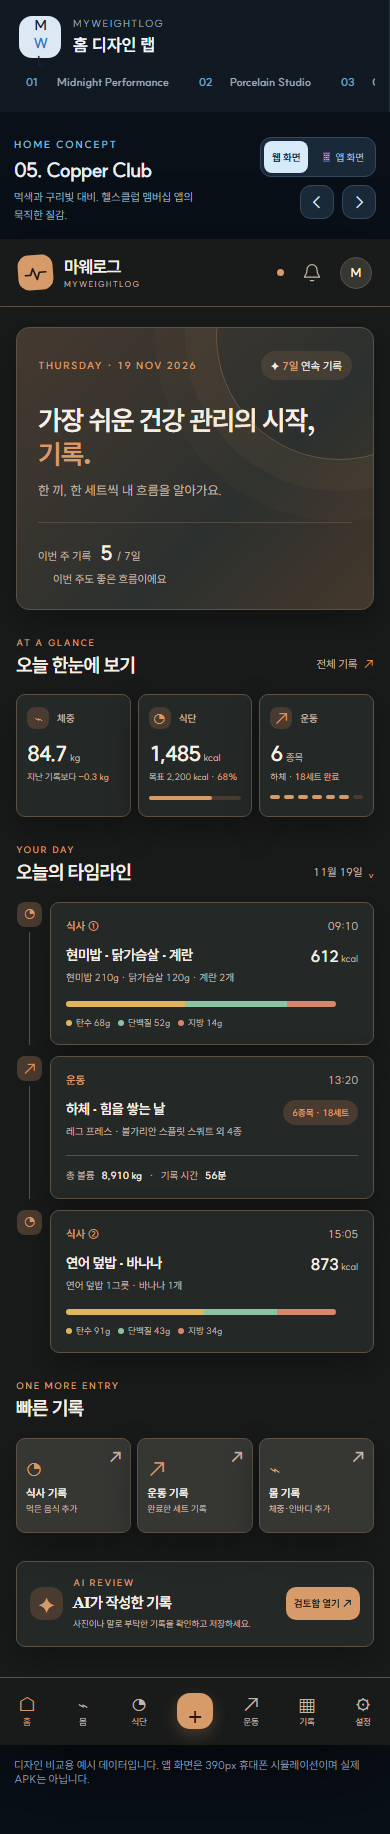 M
W
L
MYWEIGHTLOG
홈 디자인 랩
01 Midnight Performance 02 Porcelain Studio 03
HOME CONCEPT
05. Copper Club
먹색과 구리빛 대비. 헬스클럽 멤버십 앱의
묵직한 질감.
웹 화면 앱 화면
마웨로그
MYWEIGHTLOG
M
THURSDAY · 19 NOV 2026
✦ 7일 연속 기록
가장 쉬운 건강 관리의 시작,
기록.
한 끼, 한 세트씩 내 흐름을 알아가요.
이번 주 기록 5 / 7일
이번 주도 좋은 흐름이에요
AT A GLANCE
오늘 한눈에 보기
전체 기록 ↗
체중
84.7 kg
지난 기록보다 −0.3 kg
식단
1,485 kcal
목표 2,200 kcal · 68%
운동
6 종목
하체 · 18세트 완료
YOUR DAY
오늘의 타임라인
11월 19일 ˬ
식사 ① 09:10
현미밥 · 닭가슴살 · 계란 612 kcal
현미밥 210g · 닭가슴살 120g · 계란 2개
탄수 68g 단백질 52g 지방 14g
운동 13:20
하체 · 힘을 쌓는 날 6종목 · 18세트
레그 프레스 · 불가리안 스플릿 스쿼트 외 4종
총 볼륨 8,910 kg · 기록 시간 56분
식사 ② 15:05
연어 덮밥 · 바나나 873 kcal
연어 덮밥 1그릇 · 바나나 1개
탄수 91g 단백질 43g 지방 34g
ONE MORE ENTRY
빠른 기록
식사 기록
먹은 음식 추가
운동 기록
완료한 세트 기록
몸 기록
체중·인바디 추가
AI REVIEW
AI가 작성한 기록
사진이나 말로 부탁한 기록을 확인하고 저장하세요.
검토함 열기 ↗
홈 몸 식단 + 운동 기록 설정
디자인 비교용 예시 데이터입니다. 앱 화면은 390px 휴대폰 시뮬레이션이며 실제
APK는 아닙니다.